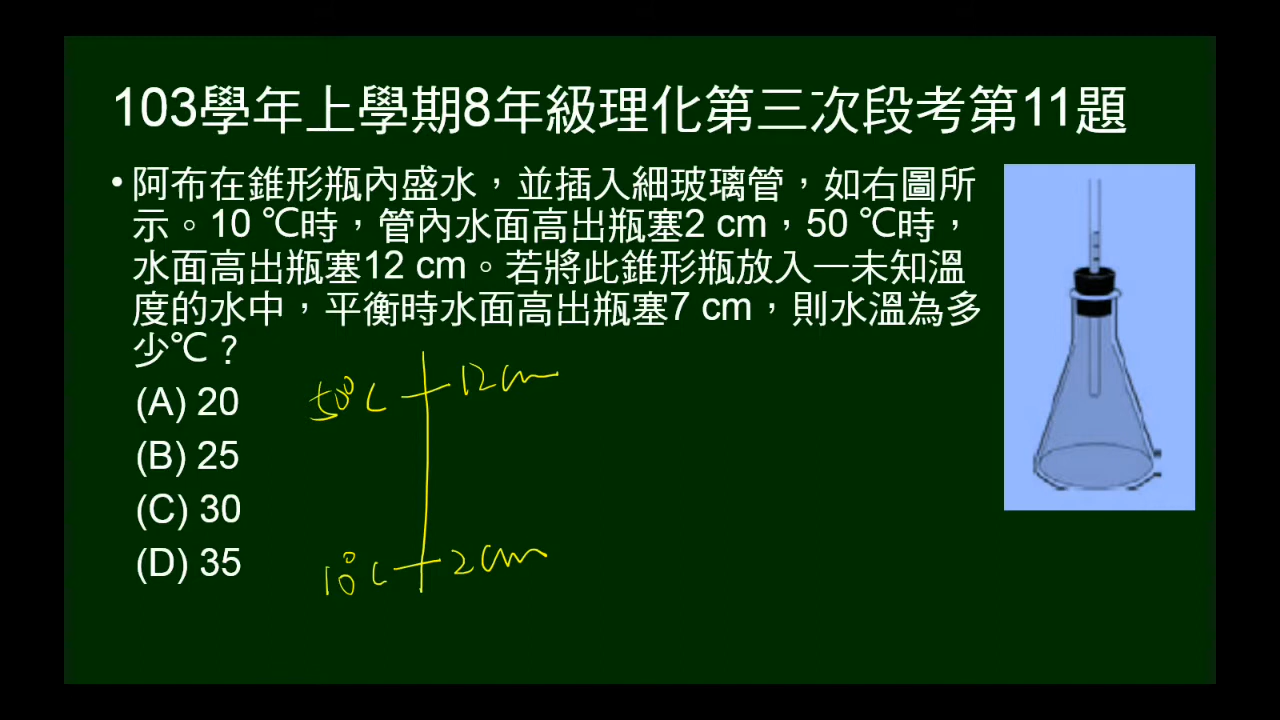 103學年上學期8年級理化第三次段考第11題
•阿布在錐形瓶內盛水，並插入細玻璃管，如右圖所
示。10 ℃時，管內水面高出瓶塞2 cm，50 ℃時，
水面高出瓶塞12 cm。若將此錐形瓶放入一未知溫
度的水中，平衡時水面高出瓶塞7 cm，則水溫為多
少℃？
(A) 20
(B) 25
(C) 30
(D) 35
50°C 12cm
10°C 2cm